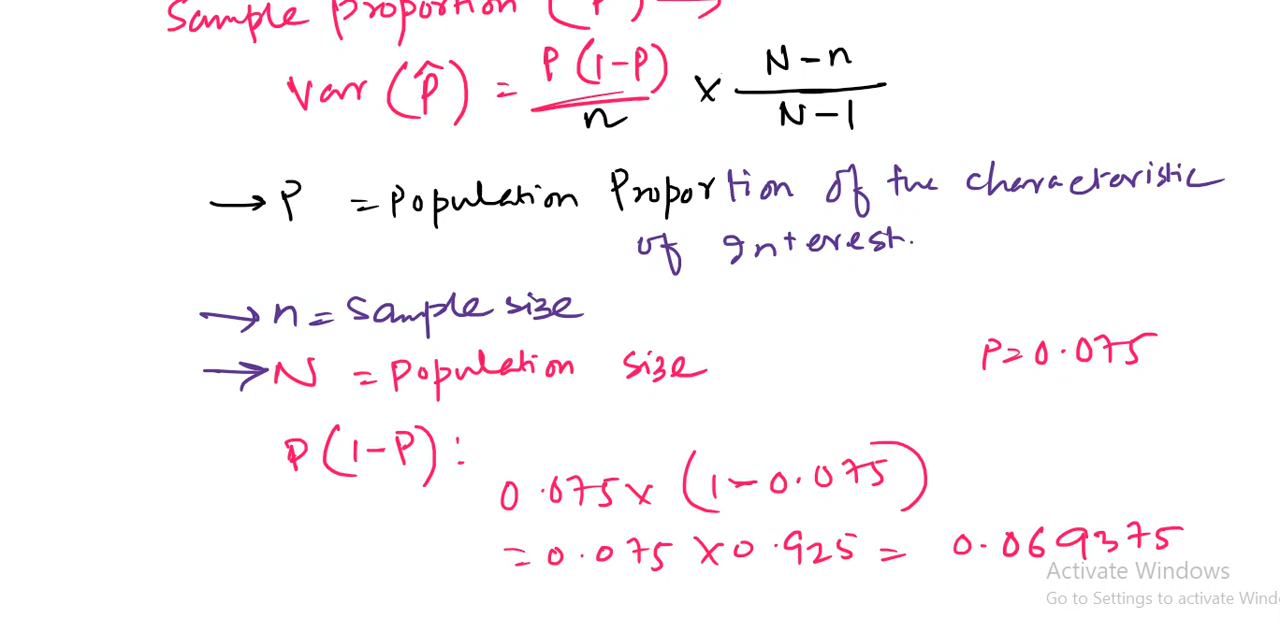 Sample Proportion (P) →
Var (P̂) = P(1-P)/n × N-n/N-1
→ P = Population Proportion of the characteristic
of Interest.
→ n = Sample size
→ N = Population size
P = 0.075
P(1-P) :
0.075 × (1-0.075)
= 0.075 × 0.925 = 0.069375
Activate Windows
Go to Settings to activate Wind